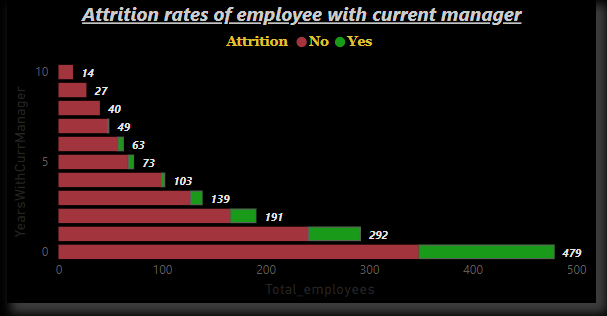 Attrition rates of employee with current manager
Attrition No Yes
YearsWithCurrManager
10
5
0
14
27
40
49
63
73
103
139
191
292
479
0 100 200 300 400 500
Total_employees